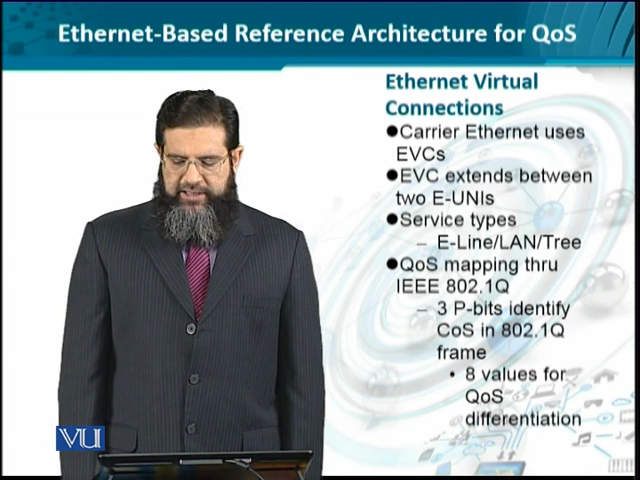 Ethernet-Based Reference Architecture for QoS
Ethernet Virtual
Connections
●Carrier Ethernet uses
EVCs
●EVC extends between
two E-UNIs
●Service types
– E-Line/LAN/Tree
●QoS mapping thru
IEEE 802.1Q
– 3 P-bits identify
CoS in 802.1Q
frame
• 8 values for
QoS
differentiation
VU